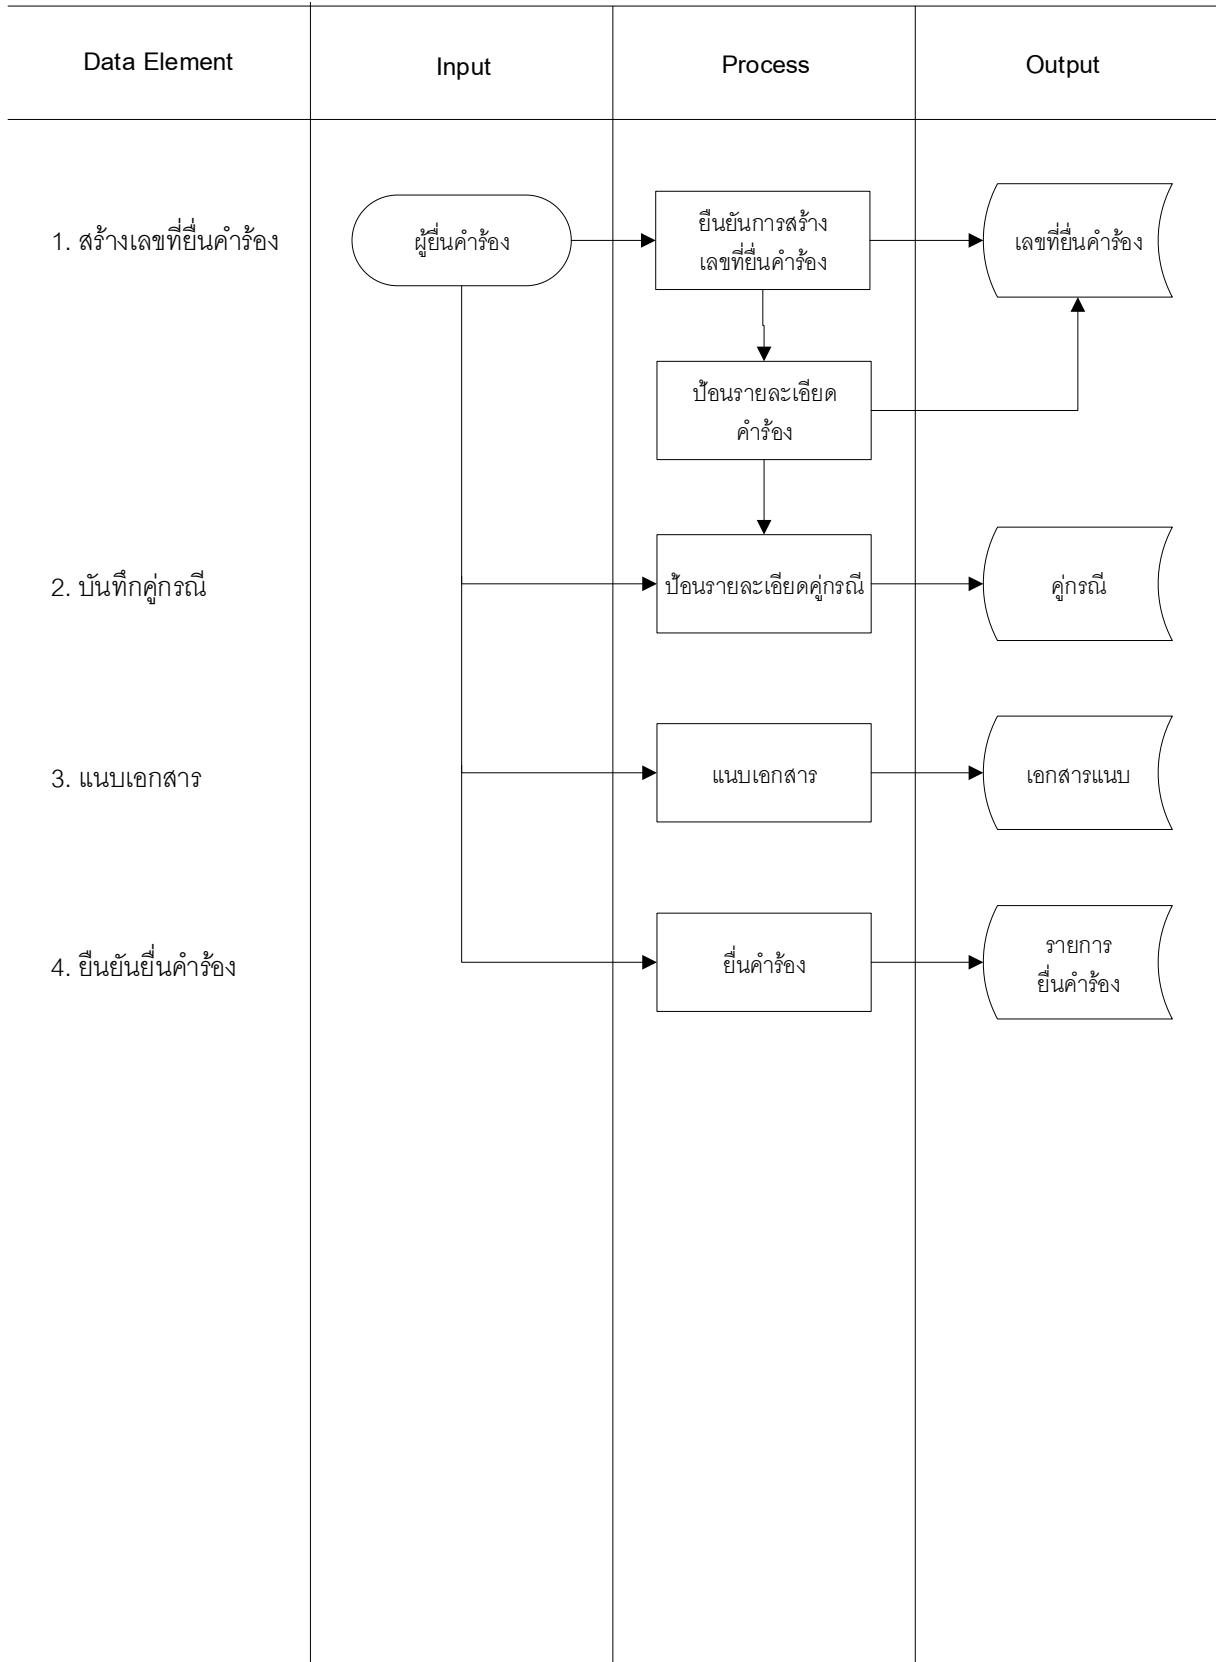 Data Element
Input
Process
Output
1. สร้างเลขที่ยื่นคำร้อง
ผู้ยื่นคำร้อง
ยืนยันการสร้าง
เลขที่ยื่นคำร้อง
เลขที่ยื่นคำร้อง
ป้อนรายละเอียด
คำร้อง
2. บันทึกคู่กรณี
ป้อนรายละเอียดคู่กรณี
คู่กรณี
3. แนบเอกสาร
แนบเอกสาร
เอกสารแนบ
4. ยืนยันยื่นคำร้อง
ยื่นคำร้อง
รายการ
ยื่นคำร้อง